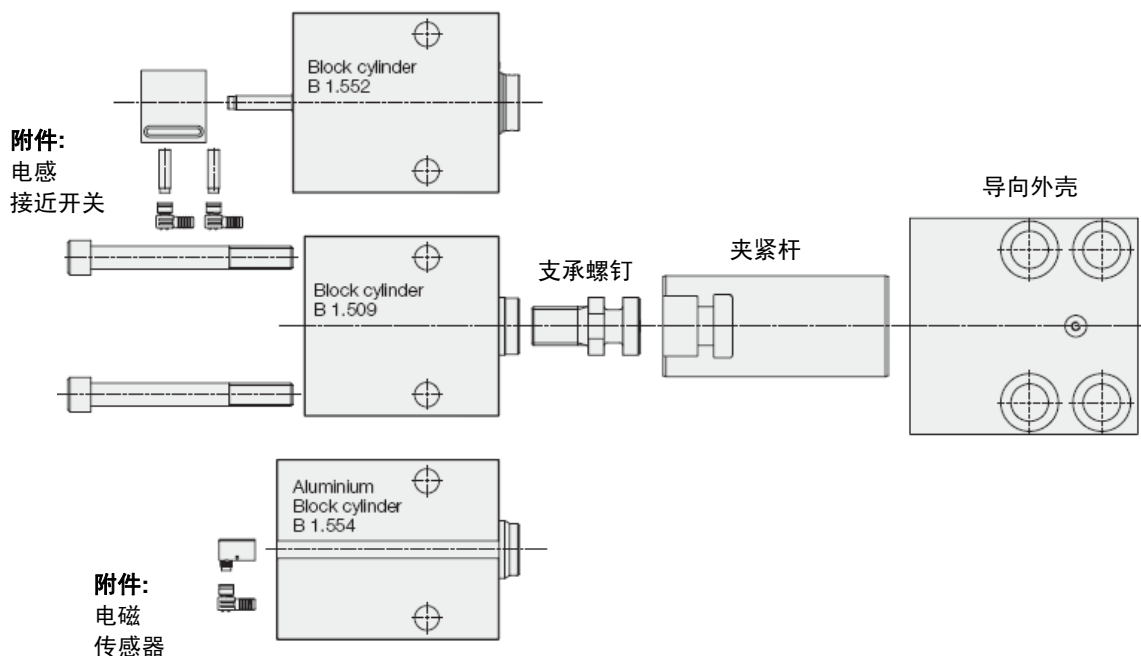 Block cylinder
B 1.552
附件:
电感
接近开关
导向外壳
夹紧杆
支承螺钉
Block cylinder
B 1.509
Aluminium
Block cylinder
B 1.554
附件:
电磁
传感器